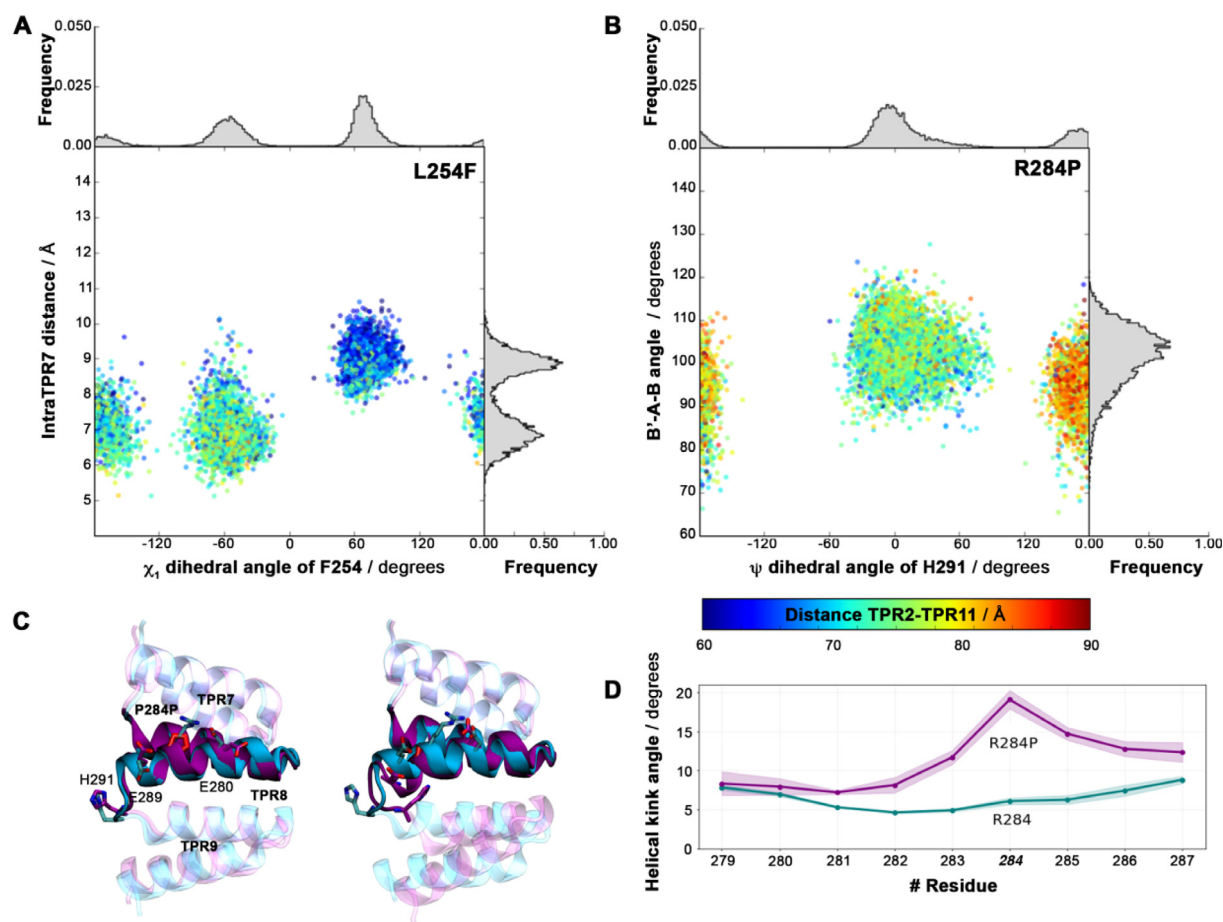 A
Frequency
0.050
0.025
0.00
L254F
IntraTPR7 distance / Å
14
13
12
11
10
9
8
7
6
5
-120 -60 0 60 120 0.00 0.50 1.00
χ1 dihedral angle of F254 / degrees Frequency
B
Frequency
0.050
0.025
0.00
R284P
B'-A-B angle / degrees
140
130
120
110
100
90
80
70
60
-120 -60 0 60 120 0.00 0.50 1.00
ψ dihedral angle of H291 / degrees Frequency
Distance TPR2-TPR11 / Å
60 70 80 90
C
P284P
TPR7
H291
E289
E280
TPR8
TPR9
D
Helical kink angle / degrees
20
15
10
5
0
R284P
R284
279 280 281 282 283 284 285 286 287
# Residue